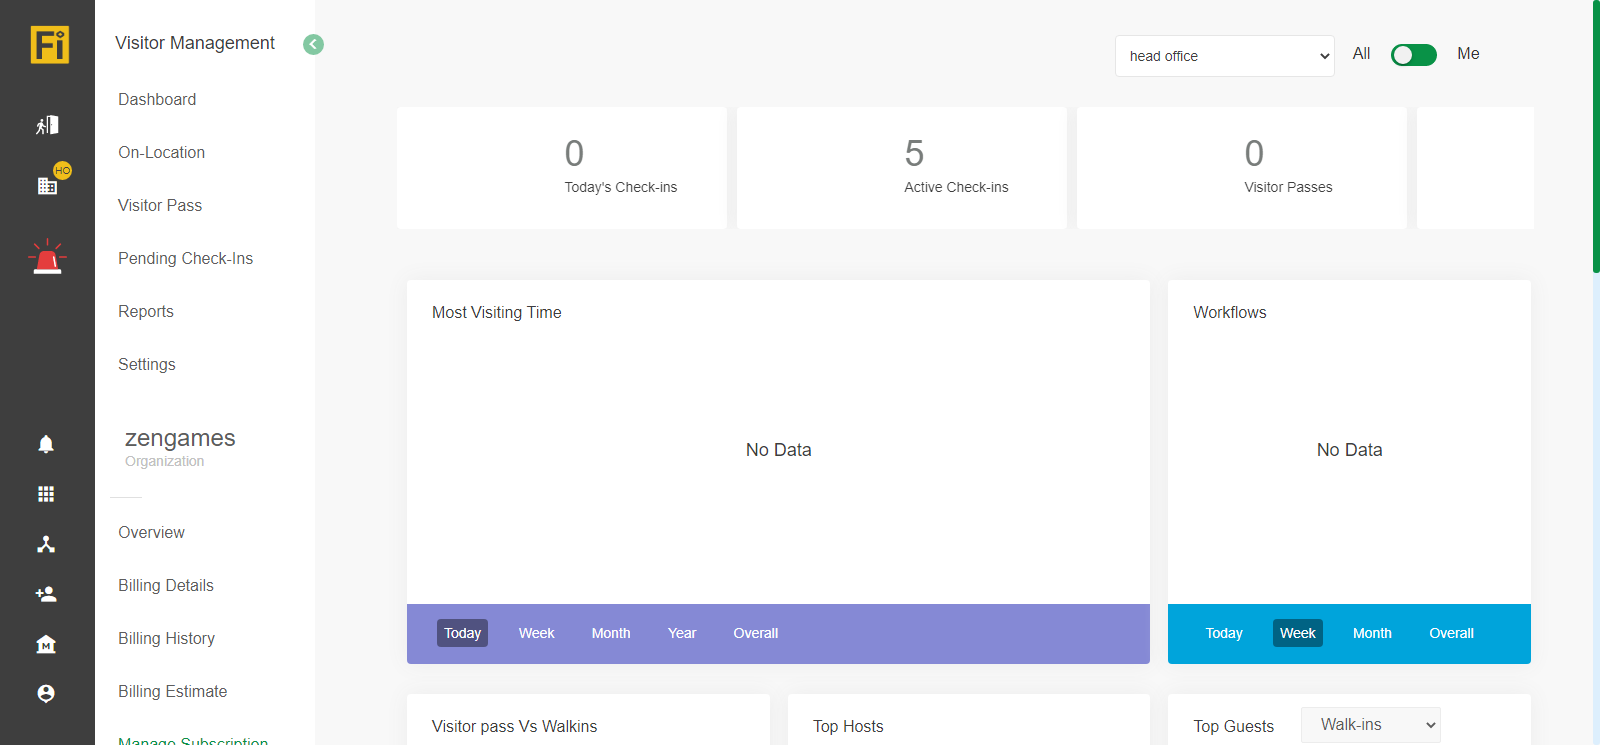 Fi
HO
M
Visitor Management
Dashboard
On-Location
Visitor Pass
Pending Check-Ins
Reports
Settings
zengames
Organization
Overview
Billing Details
Billing History
Billing Estimate
Manage Subscription
head office
All
Me
0
Today's Check-ins
5
Active Check-ins
0
Visitor Passes
Most Visiting Time
No Data
Today Week Month Year Overall
Workflows
No Data
Today Week Month Overall
Visitor pass Vs Walkins
Top Hosts
Top Guests
Walk-ins